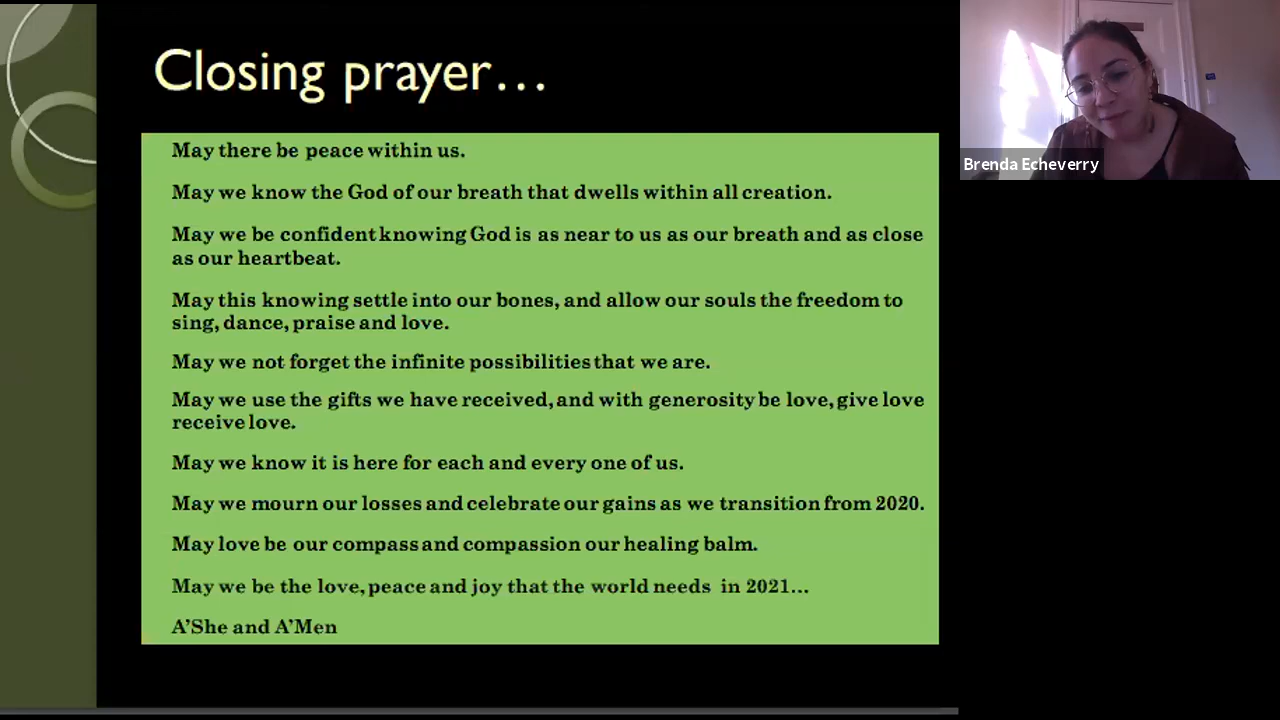 Closing prayer...
Brenda Echeverry
May there be peace within us.
May we know the God of our breath that dwells within all creation.
May we be confident knowing God is as near to us as our breath and as close
as our heartbeat.
May this knowing settle into our bones, and allow our souls the freedom to
sing, dance, praise and love.
May we not forget the infinite possibilities that we are.
May we use the gifts we have received, and with generosity be love, give love
receive love.
May we know it is here for each and every one of us.
May we mourn our losses and celebrate our gains as we transition from 2020.
May love be our compass and compassion our healing balm.
May we be the love, peace and joy that the world needs in 2021...
A'She and A'Men